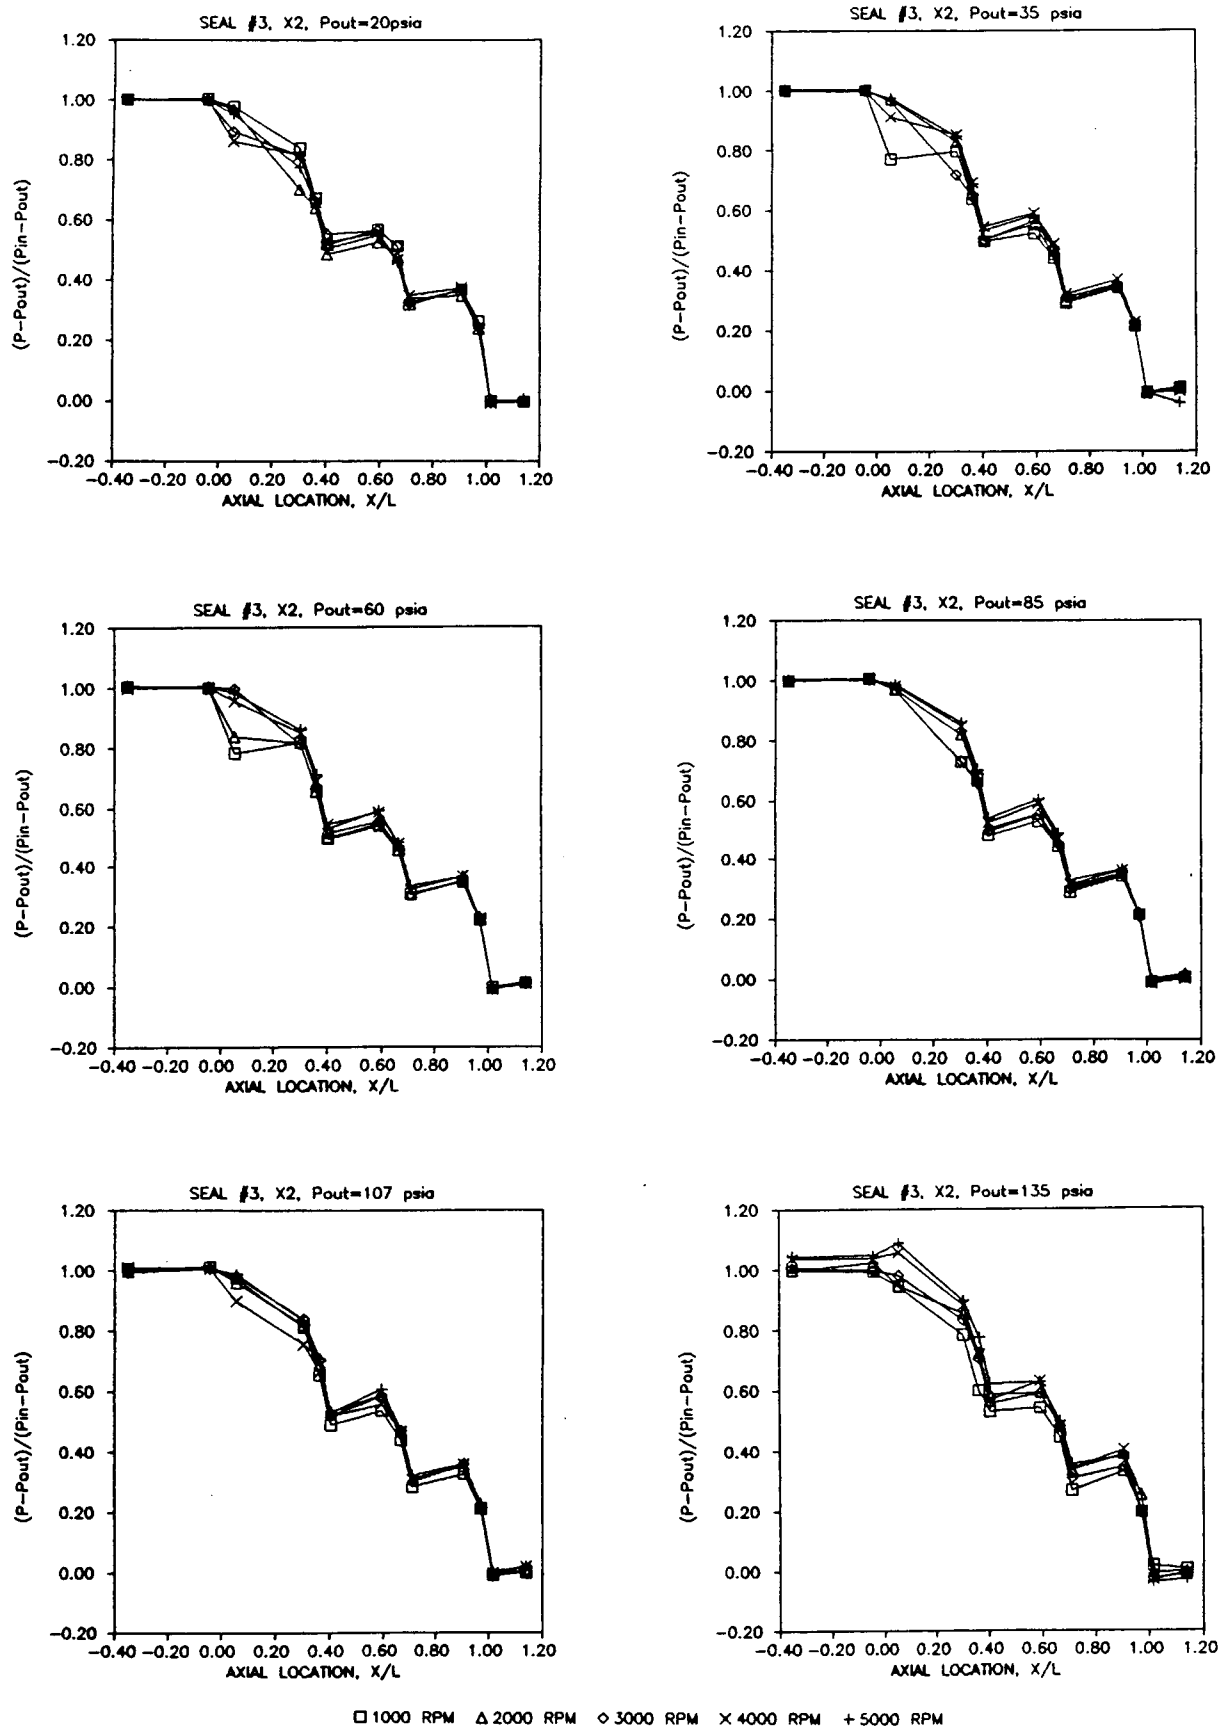 SEAL #3, X2, Pout=20psia
(P-Pout)/(Pin-Pout)
1.20
1.00
0.80
0.60
0.40
0.20
0.00
-0.20
-0.40 -0.20 0.00 0.20 0.40 0.60 0.80 1.00 1.20
AXIAL LOCATION, X/L
SEAL #3, X2, Pout=35 psia
(P-Pout)/(Pin-Pout)
1.20
1.00
0.80
0.60
0.40
0.20
0.00
-0.20
-0.40 -0.20 0.00 0.20 0.40 0.60 0.80 1.00 1.20
AXIAL LOCATION, X/L
SEAL #3, X2, Pout=60 psia
(P-Pout)/(Pin-Pout)
1.20
1.00
0.80
0.60
0.40
0.20
0.00
-0.20
-0.40 -0.20 0.00 0.20 0.40 0.60 0.80 1.00 1.20
AXIAL LOCATION, X/L
SEAL #3, X2, Pout=85 psia
(P-Pout)/(Pin-Pout)
1.20
1.00
0.80
0.60
0.40
0.20
0.00
-0.20
-0.40 -0.20 0.00 0.20 0.40 0.60 0.80 1.00 1.20
AXIAL LOCATION, X/L
SEAL #3, X2, Pout=107 psia
(P-Pout)/(Pin-Pout)
1.20
1.00
0.80
0.60
0.40
0.20
0.00
-0.20
-0.40 -0.20 0.00 0.20 0.40 0.60 0.80 1.00 1.20
AXIAL LOCATION, X/L
SEAL #3, X2, Pout=135 psia
(P-Pout)/(Pin-Pout)
1.20
1.00
0.80
0.60
0.40
0.20
0.00
-0.20
-0.40 -0.20 0.00 0.20 0.40 0.60 0.80 1.00 1.20
AXIAL LOCATION, X/L
□ 1000 RPM △ 2000 RPM ◇ 3000 RPM × 4000 RPM + 5000 RPM